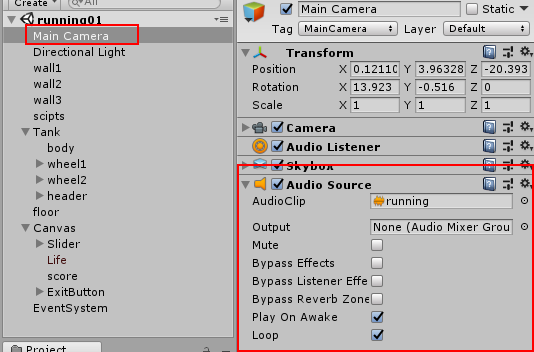 Create
All
running01
Main Camera
Directional Light
wall1
wall2
wall3
scipts
Tank
body
wheel1
wheel2
header
floor
Canvas
Slider
Life
score
ExitButton
EventSystem
Project
Main Camera
Static
Tag MainCamera Layer Default
Transform
Position X 0.12110 Y 3.96328 Z -20.393
Rotation X 13.923 Y -0.516 Z 0
Scale X 1 Y 1 Z 1
Camera
Audio Listener
Skybox
Audio Source
AudioClip running
Output None (Audio Mixer Grou
Mute
Bypass Effects
Bypass Listener Effe
Bypass Reverb Zone
Play On Awake
Loop